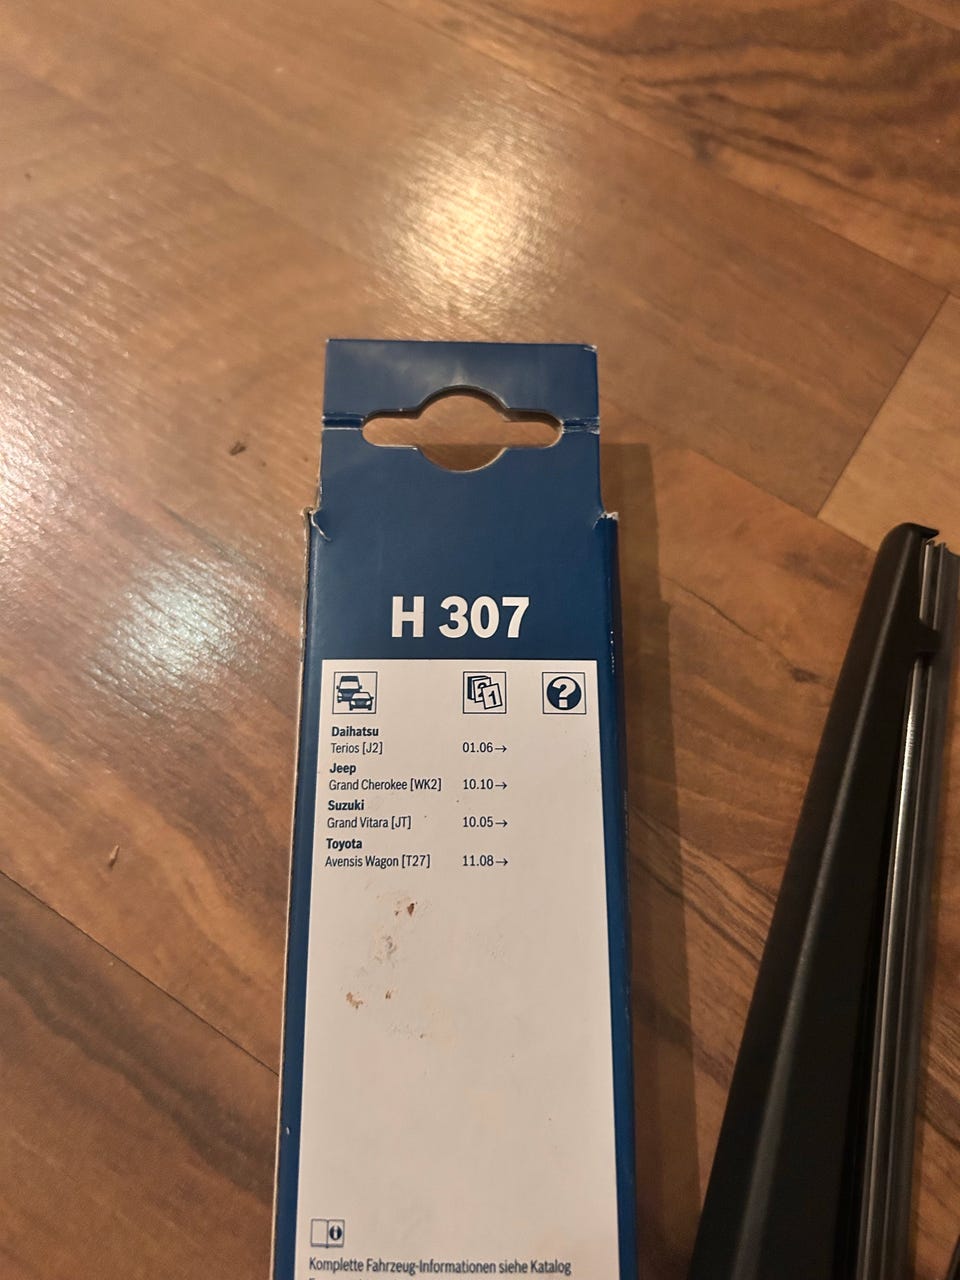 H 307
Daihatsu
Terios [J2] 01.06→
Jeep
Grand Cherokee [WK2] 10.10→
Suzuki
Grand Vitara [JT] 10.05→
Toyota
Avensis Wagon [T27] 11.08→
Komplette Fahrzeug-Informationen siehe Katalog